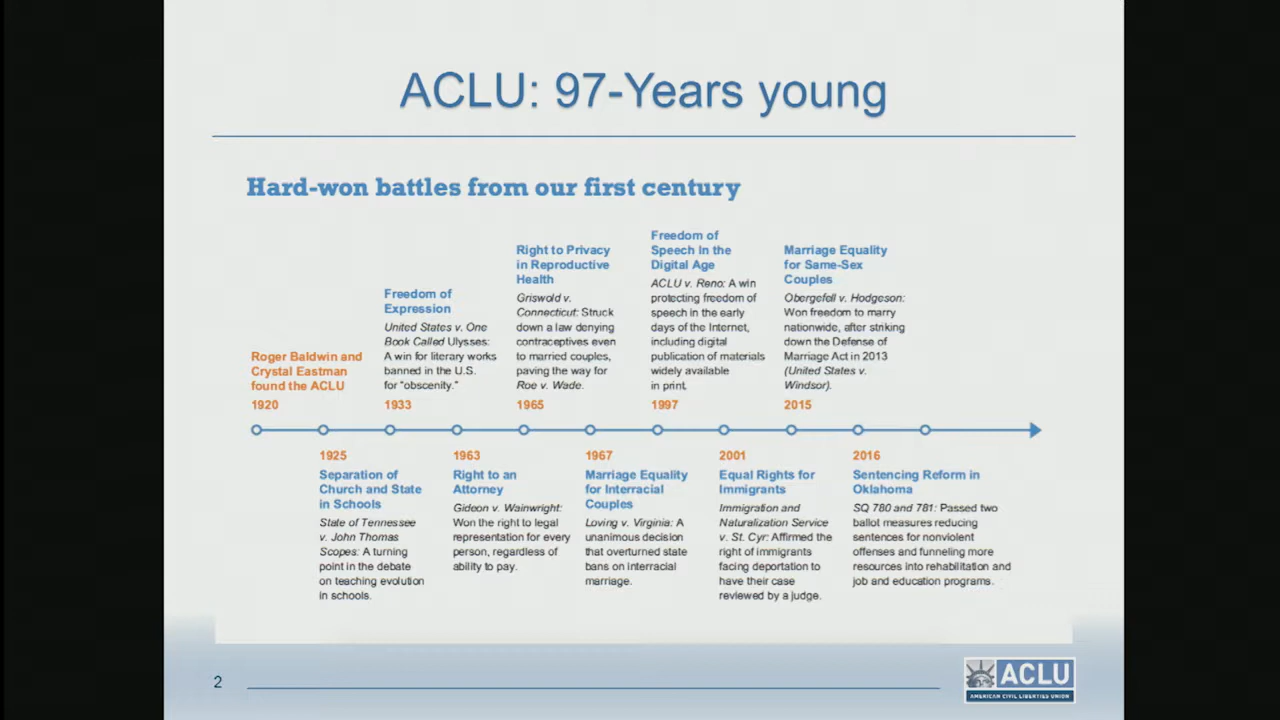 ACLU: 97-Years young
Hard-won battles from our first century
Roger Baldwin and
Crystal Eastman
found the ACLU
1920
Freedom of
Expression
United States v. One
Book Called Ulysses:
A win for literary works
banned in the U.S.
for “obscenity.”
1933
Right to Privacy
in Reproductive
Health
Griswold v.
Connecticut: Struck
down a law denying
contraceptives even
to married couples,
paving the way for
Roe v. Wade.
1965
Freedom of
Speech In the
Digital Age
ACLU v. Reno: A win
protecting freedom of
speech in the early
days of the Internet,
including digital
publication of materials
widely available
in print.
1997
Marriage Equality
for Same-Sex
Couples
Obergefell v. Hodgeson:
Won freedom to marry
nationwide, after striking
down the Defense of
Marriage Act in 2013
(United States v.
Windsor).
2015
1925
Separation of
Church and State
in Schools
State of Tennessee
v. John Thomas
Scopes: A turning
point in the debate
on teaching evolution
in schools.
1963
Right to an
Attorney
Gideon v. Wainwright:
Won the right to legal
representation for every
person, regardless of
ability to pay.
1967
Marriage Equality
for Interracial
Couples
Loving v. Virginia: A
unanimous decision
that overturned state
bans on interracial
marriage.
2001
Equal Rights for
Immigrants
Immigration and
Naturalization Service
v. St. Cyr: Affirmed the
right of immigrants
facing deportation to
have their case
reviewed by a judge.
2016
Sentencing Reform in
Oklahoma
SQ 780 and 781: Passed two
ballot measures reducing
sentences for nonviolent
offenses and funneling more
resources into rehabilitation and
job and education programs.
2
ACLU
AMERICAN CIVIL LIBERTIES UNION